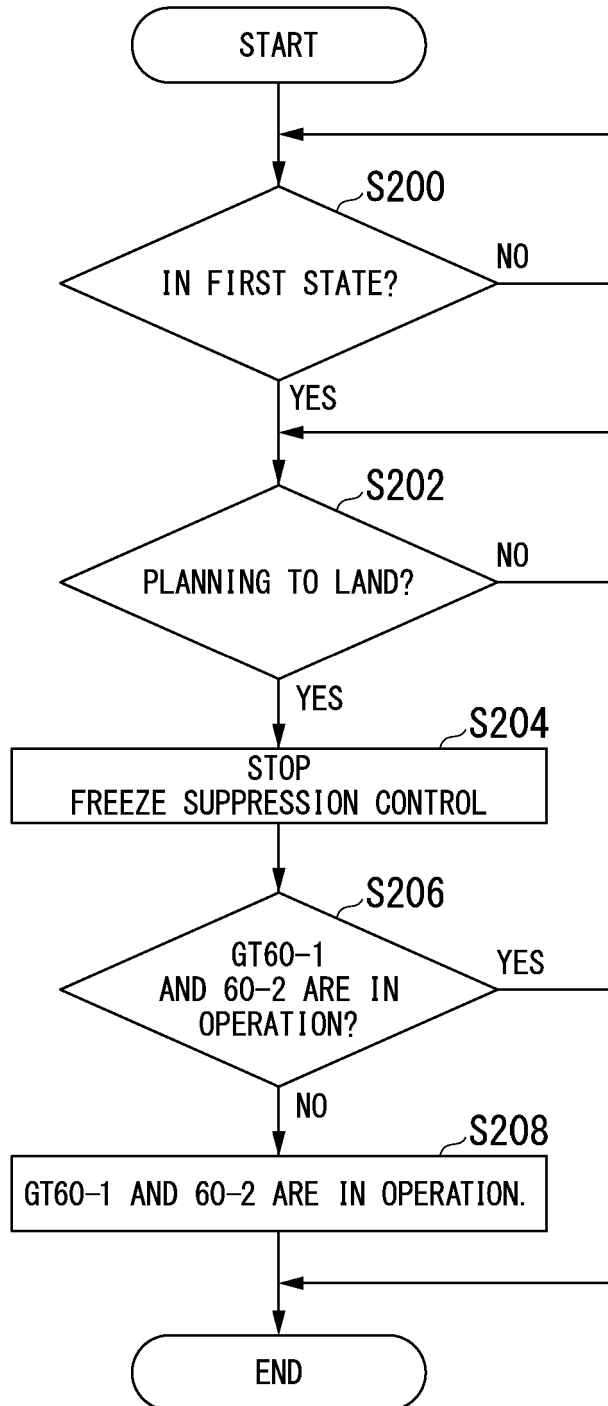 START
S200
IN FIRST STATE?
NO
YES
S202
PLANNING TO LAND?
NO
YES
S204
STOP
FREEZE SUPPRESSION CONTROL
S206
GT60-1
AND 60-2 ARE IN
OPERATION?
YES
NO
S208
GT60-1 AND 60-2 ARE IN OPERATION.
END